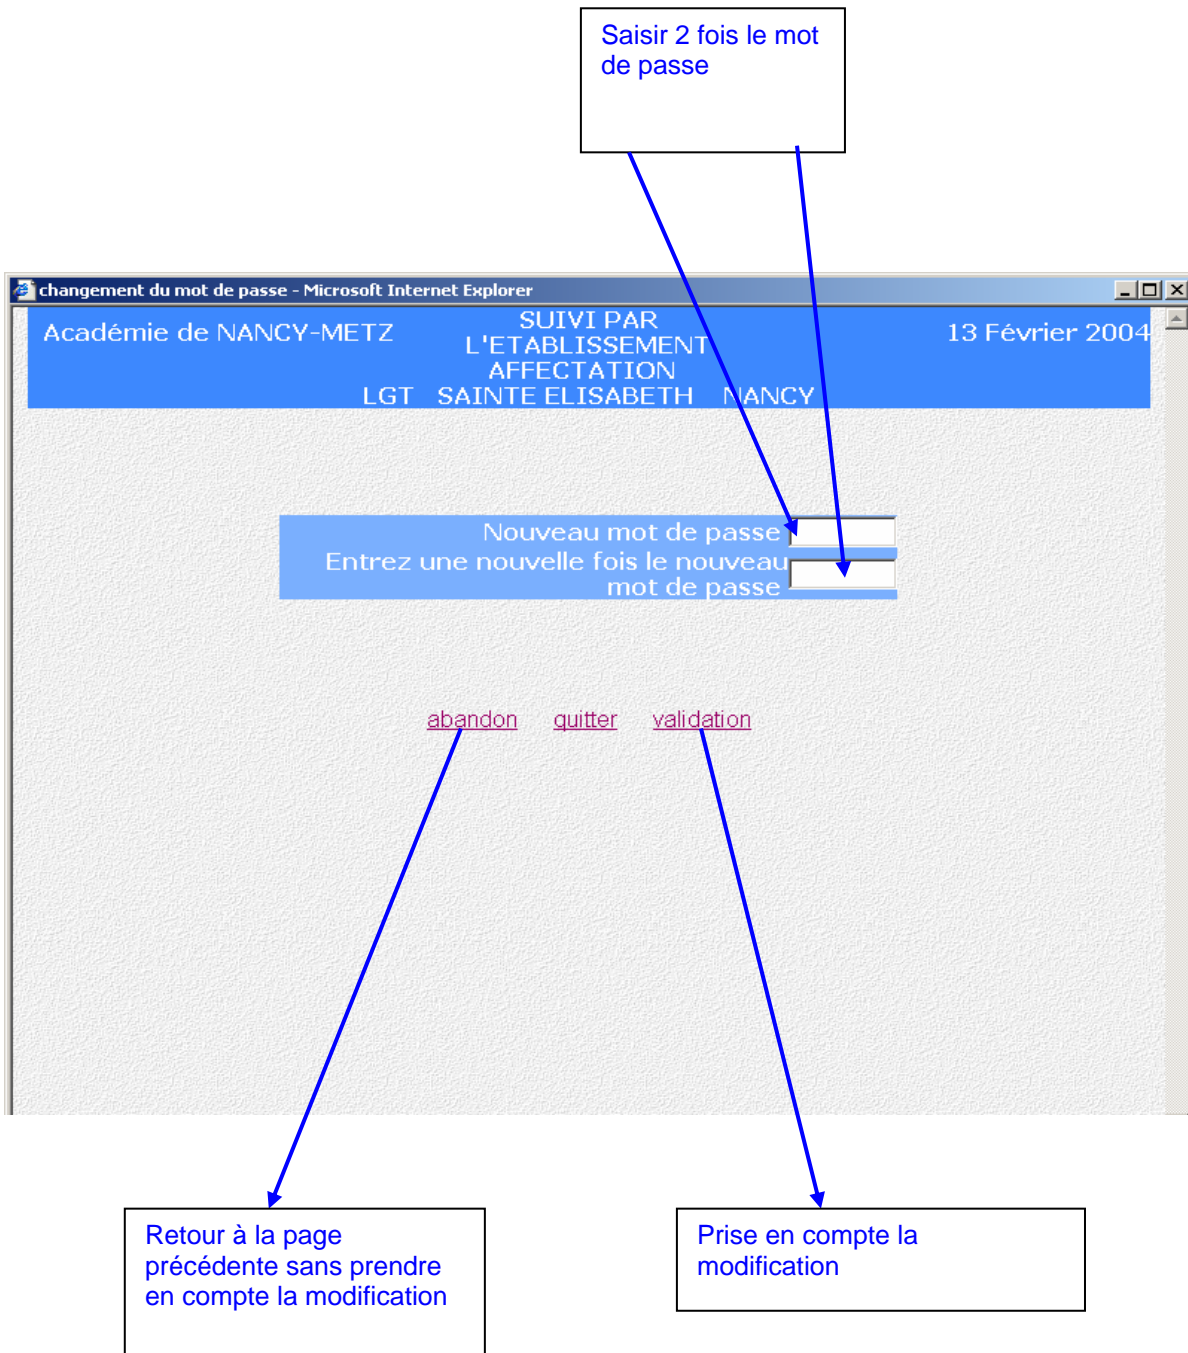 Saisir 2 fois le mot
de passe
changement du mot de passe - Microsoft Internet Explorer
Académie de NANCY-METZ
SUIVI PAR
L'ETABLISSEMENT
AFFECTATION
LGT SAINTE ELISABETH NANCY
13 Février 2004
Nouveau mot de passe
Entrez une nouvelle fois le nouveau
mot de passe
abandon quitter validation
Retour à la page
précédente sans prendre
en compte la modification
Prise en compte la
modification